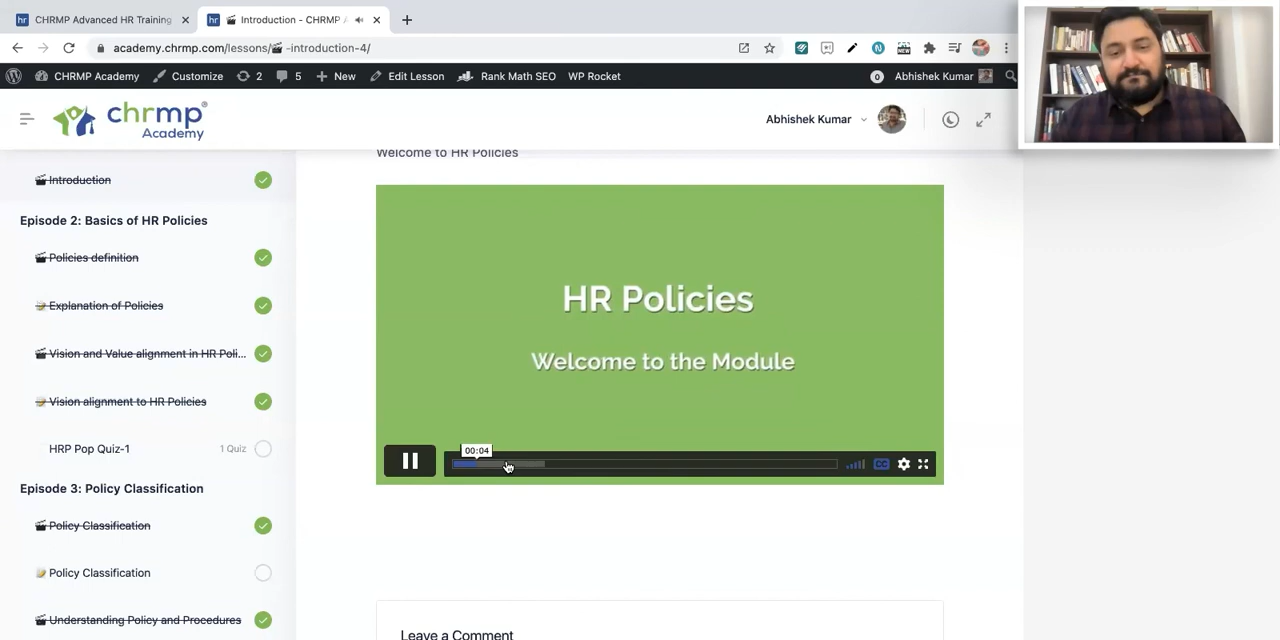 CHRMP Advanced HR Training
Introduction - CHRMP A
academy.chrmp.com/lessons/🎬-introduction-4/
CHRMP Academy Customize 2 5 New Edit Lesson Rank Math SEO WP Rocket 0 Abhishek Kumar
chrmp®
Academy
Abhishek Kumar
Welcome to HR Policies
Introduction
Episode 2: Basics of HR Policies
Policies definition
Explanation of Policies
Vision and Value alignment in HR Poli...
Vision alignment to HR Policies
HRP Pop Quiz-1 1 Quiz
Episode 3: Policy Classification
Policy Classification
Policy Classification
Understanding Policy and Procedures
HR Policies
Welcome to the Module
00:04
CC
Leave a Comment